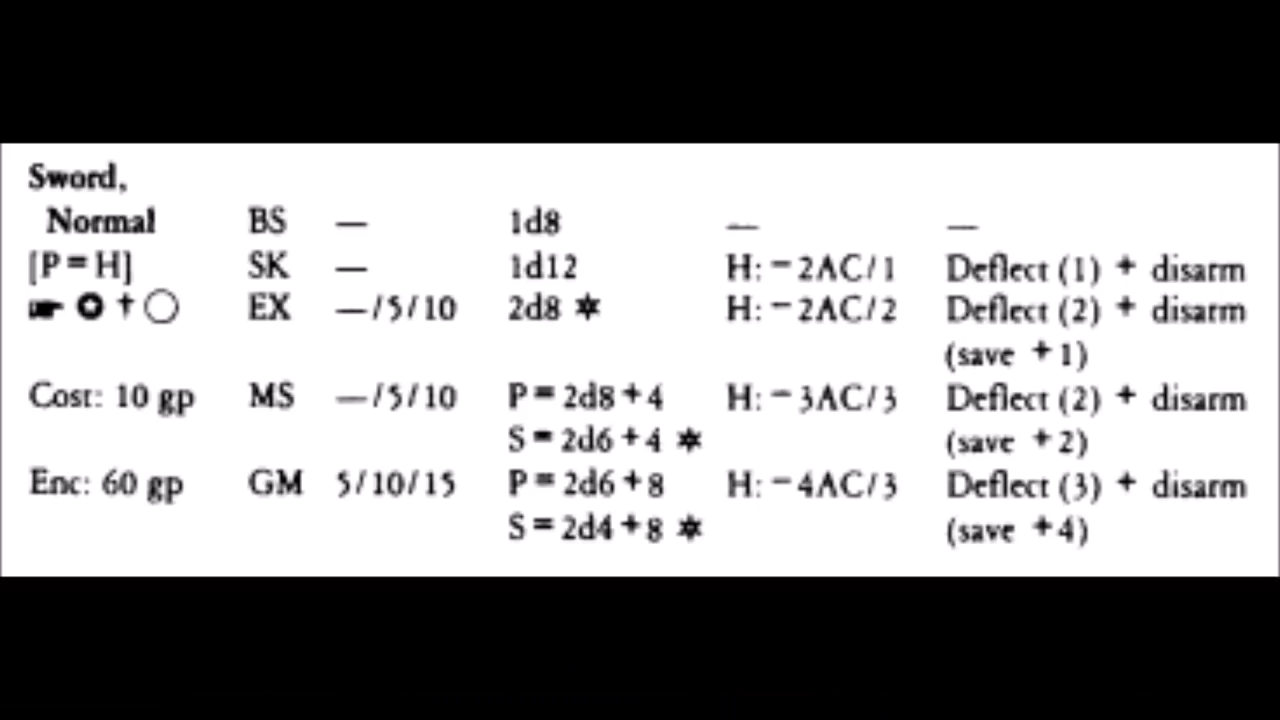 Sword,
Normal BS — 1d8 — —
[P = H] SK — 1d12 H: -2AC/1 Deflect (1) + disarm
☛ ✪ † ○ EX —/5/10 2d8 ✶ H: -2AC/2 Deflect (2) + disarm
(save +1)
Cost: 10 gp MS —/5/10 P = 2d8 + 4 H: -3AC/3 Deflect (2) + disarm
S = 2d6 + 4 ✶ (save +2)
Enc: 60 gp GM 5/10/15 P = 2d6 + 8 H: -4AC/3 Deflect (3) + disarm
S = 2d4 + 8 ✶ (save +4)